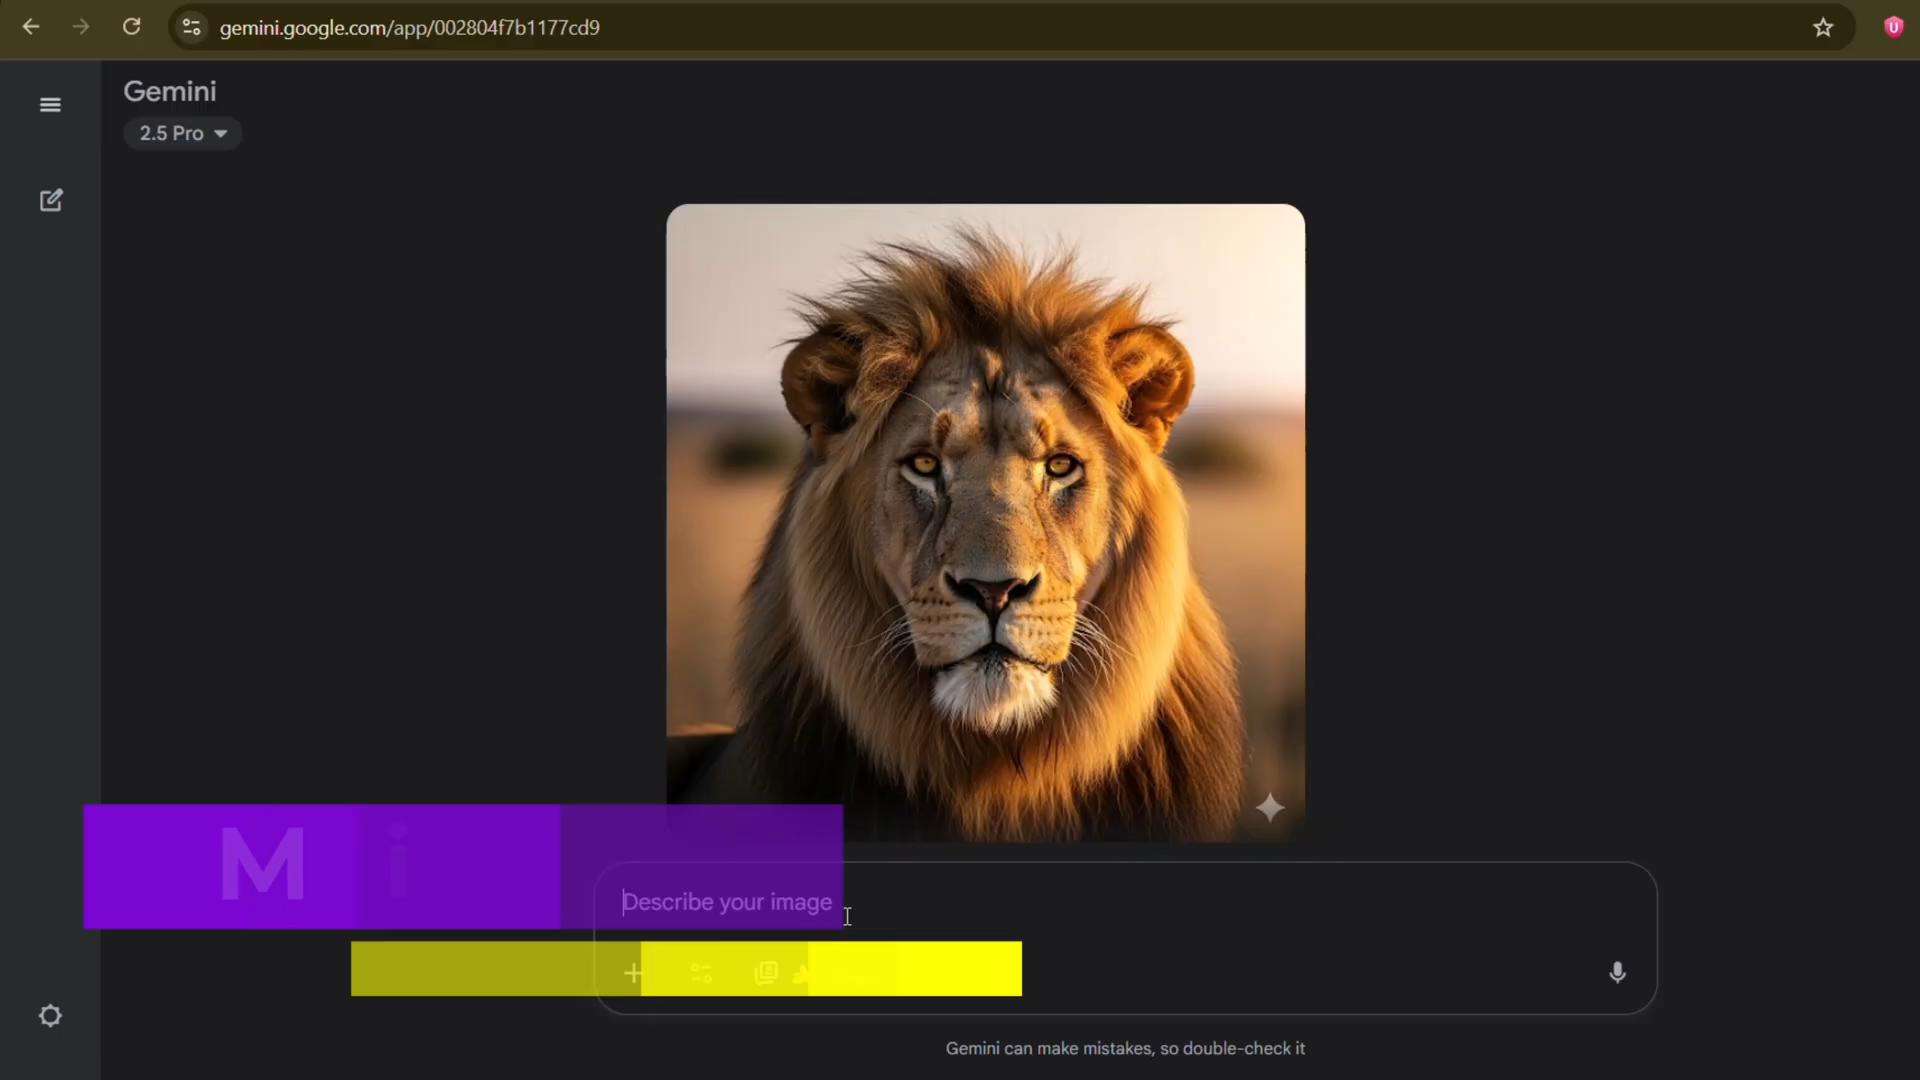 gemini.google.com/app/002804f7b1177cd9
U
Gemini
2.5 Pro
M i
Describe your image
Gemini can make mistakes, so double-check it